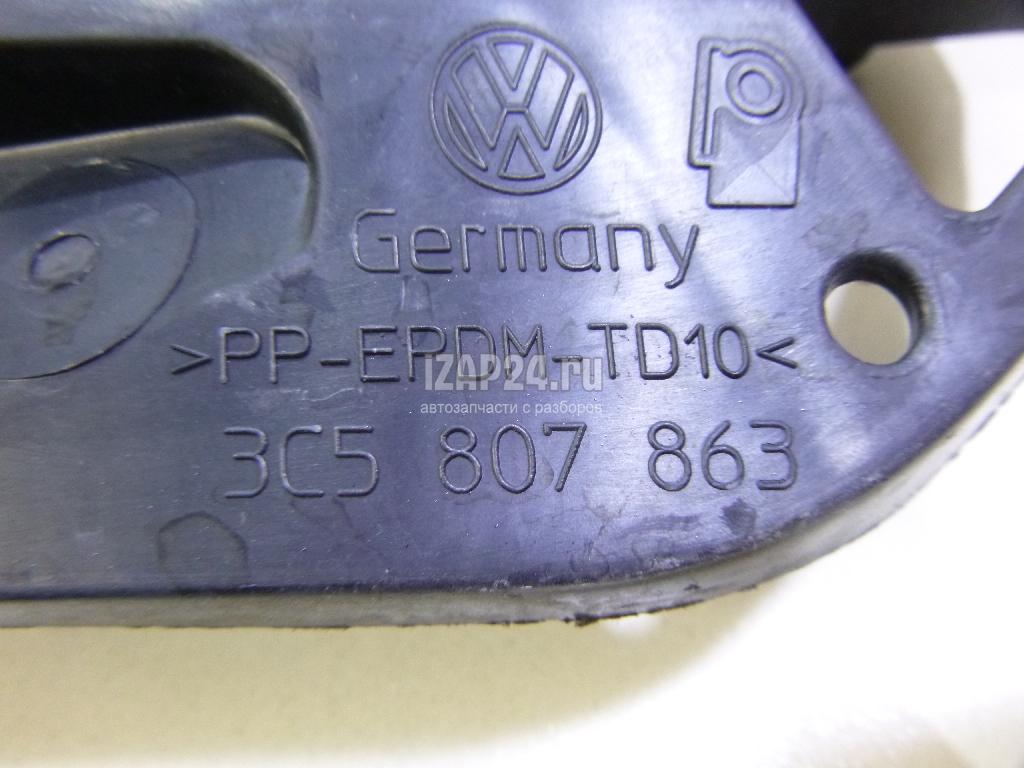 Germany
>PP-EPDM-TD10<
IZAP24.ru
автозапчасти с разборов
3C5 807 863